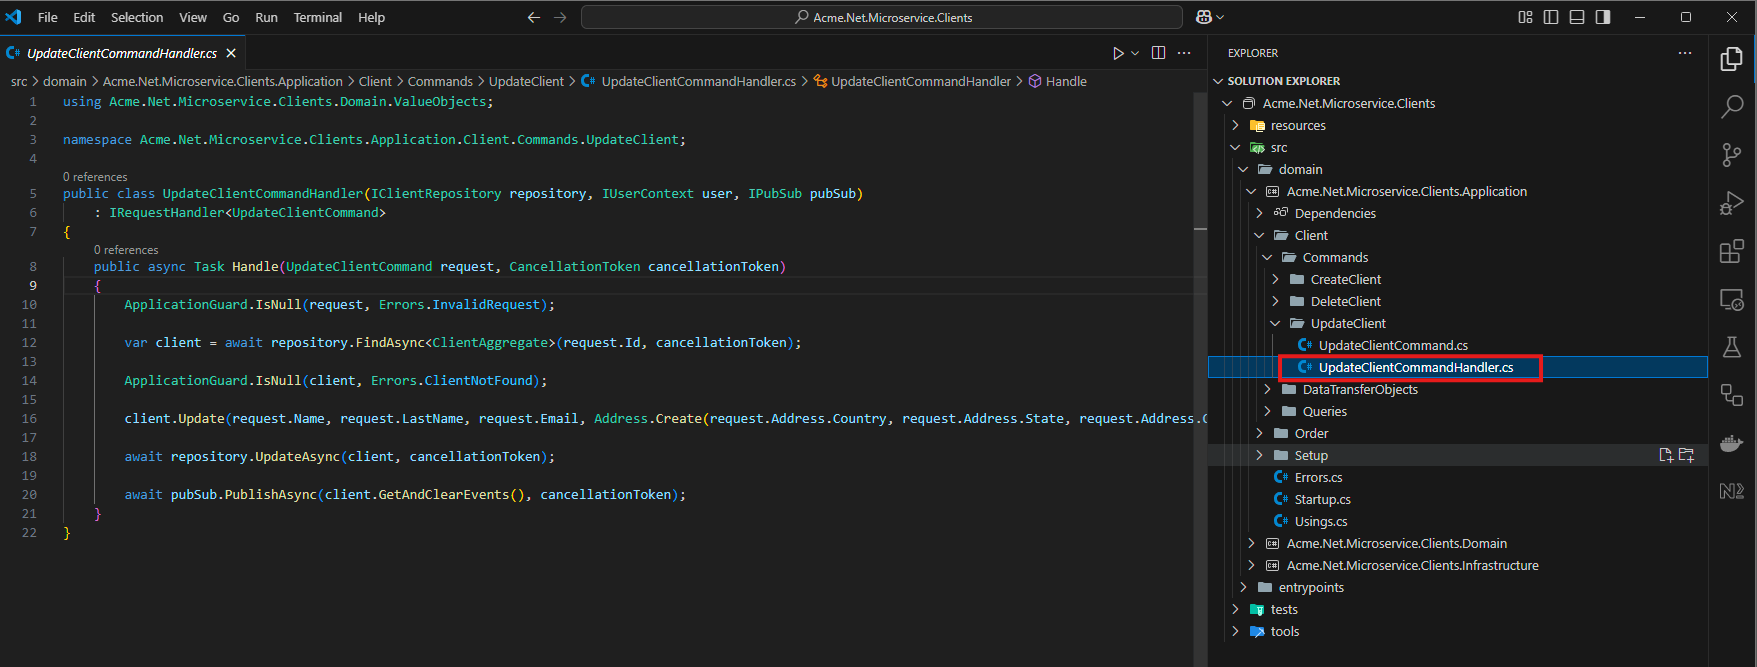 File Edit Selection View Go Run Terminal Help
Acme.Net.Microservice.Clients
UpdateClientCommandHandler.cs
src > domain > Acme.Net.Microservice.Clients.Application > Client > Commands > UpdateClient > UpdateClientCommandHandler.cs > UpdateClientCommandHandler > Handle
1 using Acme.Net.Microservice.Clients.Domain.ValueObjects;
2
3 namespace Acme.Net.Microservice.Clients.Application.Client.Commands.UpdateClient;
4
0 references
5 public class UpdateClientCommandHandler(IClientRepository repository, IUserContext user, IPubSub pubSub)
6 : IRequestHandler<UpdateClientCommand>
7 {
0 references
8 public async Task Handle(UpdateClientCommand request, CancellationToken cancellationToken)
9 {
10 ApplicationGuard.IsNull(request, Errors.InvalidRequest);
11
12 var client = await repository.FindAsync<ClientAggregate>(request.Id, cancellationToken);
13
14 ApplicationGuard.IsNull(client, Errors.ClientNotFound);
15
16 client.Update(request.Name, request.LastName, request.Email, Address.Create(request.Address.Country, request.Address.State, request.Address.
17
18 await repository.UpdateAsync(client, cancellationToken);
19
20 await pubSub.PublishAsync(client.GetAndClearEvents(), cancellationToken);
21 }
22 }
EXPLORER
SOLUTION EXPLORER
Acme.Net.Microservice.Clients
resources
src
domain
Acme.Net.Microservice.Clients.Application
Dependencies
Client
Commands
CreateClient
DeleteClient
UpdateClient
UpdateClientCommand.cs
UpdateClientCommandHandler.cs
DataTransferObjects
Queries
Order
Setup
Errors.cs
Startup.cs
Usings.cs
Acme.Net.Microservice.Clients.Domain
Acme.Net.Microservice.Clients.Infrastructure
entrypoints
tests
tools